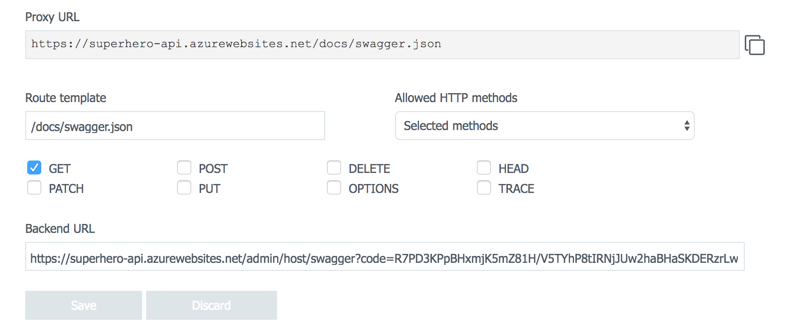 Proxy URL
https://superhero-api.azurewebsites.net/docs/swagger.json
Route template Allowed HTTP methods
/docs/swagger.json Selected methods
GET POST DELETE HEAD
PATCH PUT OPTIONS TRACE
Backend URL
https://superhero-api.azurewebsites.net/admin/host/swagger?code=R7PD3KPpBHxmjK5mZ81H/V5TYhP8tIRNjJUw2haBHaSKDERzrLw
Save Discard